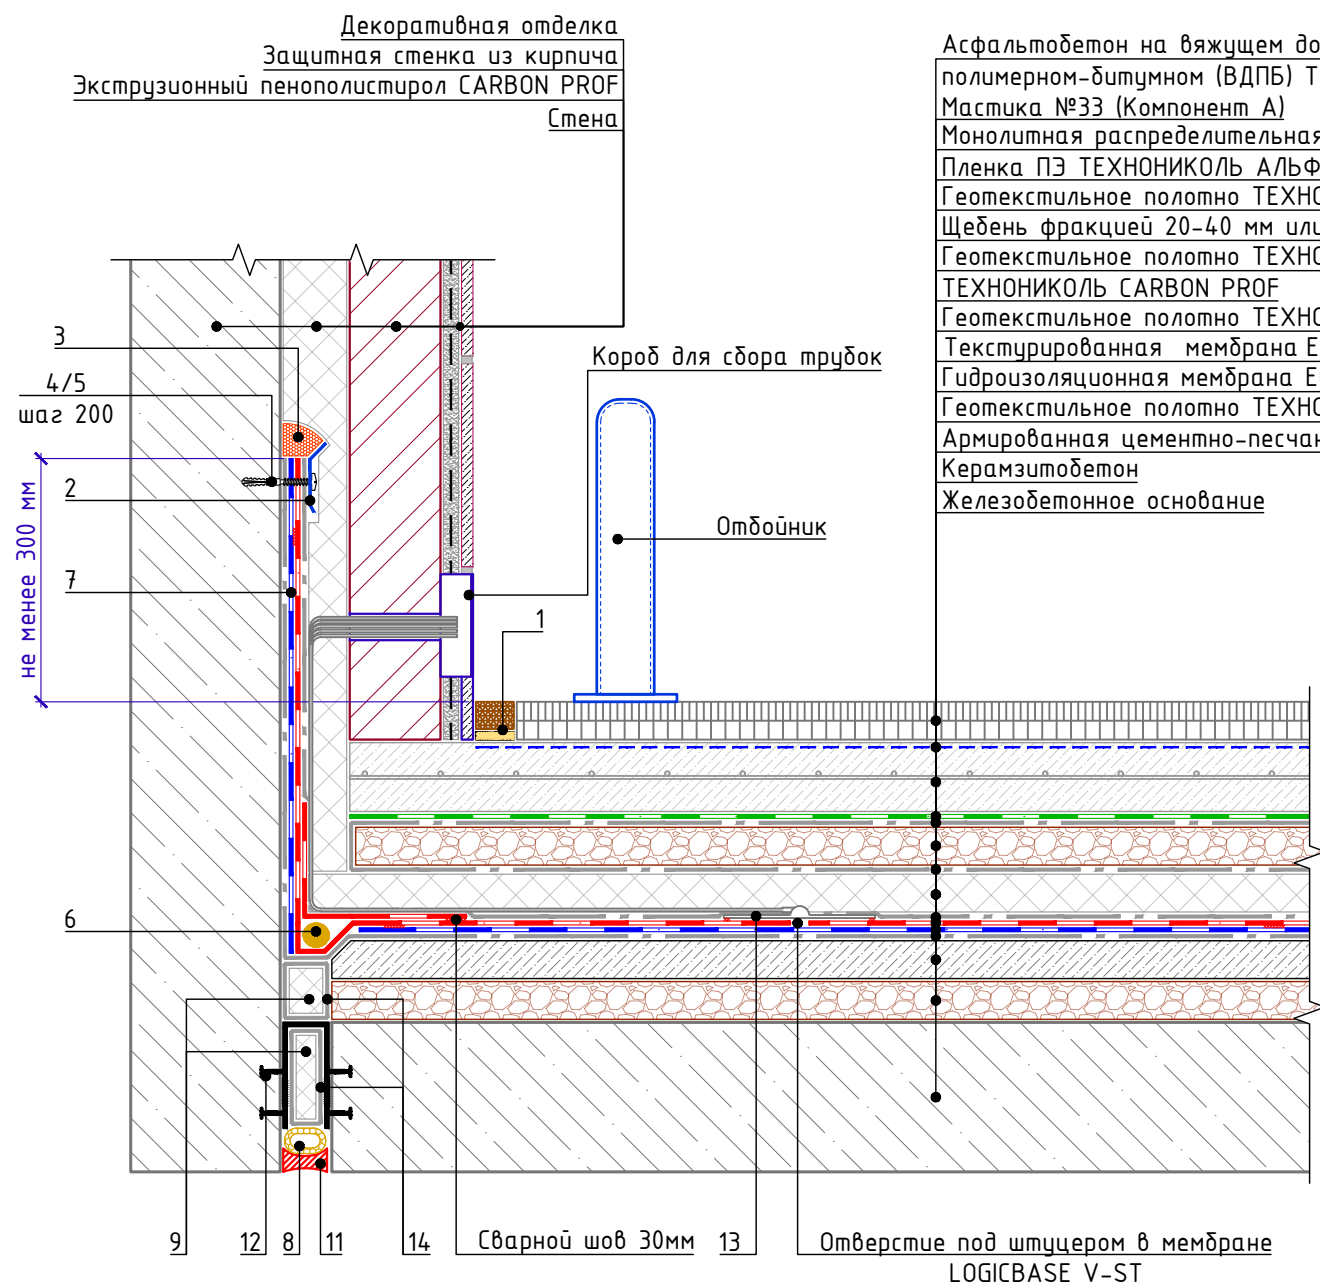 Декоративная отделка
Защитная стенка из кирпича
Экструзионный пенополистирол CARBON PROF
Стена
Асфальтобетон на вяжущем до
полимерном-битумном (ВДПБ) Т
Мастика №33 (Компонент А)
Монолитная распределительная
Пленка ПЭ ТЕХНОНИКОЛЬ АЛЬФ
Геотекстильное полотно ТЕХНО
Щебень фракцией 20-40 мм или
Геотекстильное полотно ТЕХНО
ТЕХНОНИКОЛЬ CARBON PROF
Геотекстильное полотно ТЕХНО
Текстурированная мембрана E
Гидроизоляционная мембрана E
Геотекстильное полотно ТЕХНО
Армированная цементно-песчан
Керамзитобетон
Железобетонное основание
3
4/5
шаг 200
2
не менее 300 мм
7
6
Короб для сбора трубок
Отбойник
1
9
12
8
11
14
Сварной шов 30мм
13
Отверстие под штуцером в мембране
LOGICBASE V-ST